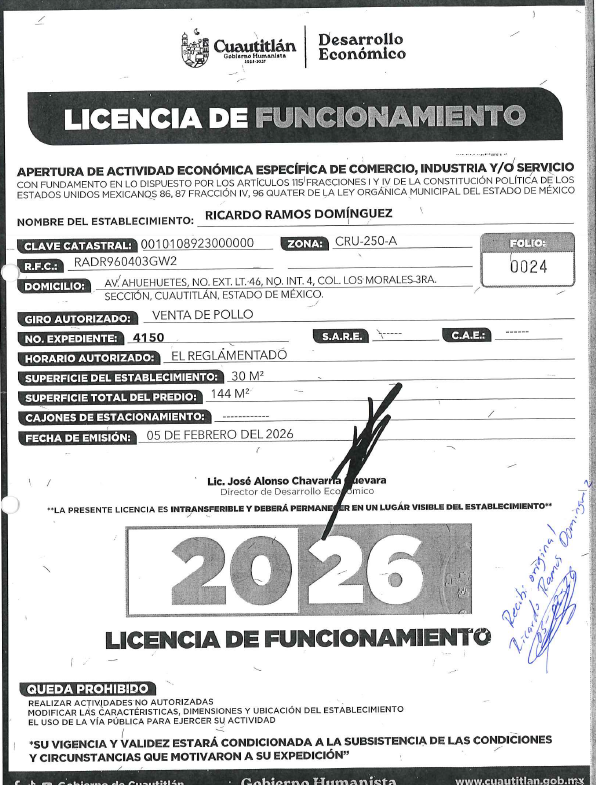 Cuautitlán
Gobierno Humanista
2024-2027
Desarrollo
Económico
LICENCIA DE FUNCIONAMIENTO
APERTURA DE ACTIVIDAD ECONÓMICA ESPECÍFICA DE COMERCIO, INDUSTRIA Y/O SERVICIO
CON FUNDAMENTO EN LO DISPUESTO POR LOS ARTÍCULOS 115 FRACCIONES I Y IV DE LA CONSTITUCIÓN POLÍTICA DE LOS
ESTADOS UNIDOS MEXICANOS 86, 87 FRACCIÓN IV, 96 QUATER DE LA LEY ORGÁNICA MUNICIPAL DEL ESTADO DE MÉXICO
NOMBRE DEL ESTABLECIMIENTO: RICARDO RAMOS DOMÍNGUEZ
CLAVE CATASTRAL: 0010108923000000 ZONA: CRU-250-A
FOLIO:
0024
R.F.C.: RADR960403GW2
DOMICILIO: AV. AHUEHUETES, NO. EXT. LT. 46, NO. INT. 4, COL. LOS MORALES 3RA.
SECCIÓN, CUAUTITLÁN, ESTADO DE MÉXICO.
GIRO AUTORIZADO: VENTA DE POLLO
NO. EXPEDIENTE: 4150 S.A.R.E. ------ C.A.E.: ------
HORARIO AUTORIZADO: EL REGLAMENTADO
SUPERFICIE DEL ESTABLECIMIENTO: 30 M²
SUPERFICIE TOTAL DEL PREDIO: 144 M²
CAJONES DE ESTACIONAMIENTO: ------------
FECHA DE EMISIÓN: 05 DE FEBRERO DEL 2026
Lic. José Alonso Chavarría Guevara
Director de Desarrollo Económico
**LA PRESENTE LICENCIA ES INTRANSFERIBLE Y DEBERÁ PERMANECER EN UN LUGAR VISIBLE DEL ESTABLECIMIENTO**
2026
LICENCIA DE FUNCIONAMIENTO
Recibi original
Ricardo Ramos Dominguez
QUEDA PROHIBIDO
REALIZAR ACTIVIDADES NO AUTORIZADAS
MODIFICAR LAS CARACTERÍSTICAS, DIMENSIONES Y UBICACIÓN DEL ESTABLECIMIENTO
EL USO DE LA VÍA PÚBLICA PARA EJERCER SU ACTIVIDAD
"SU VIGENCIA Y VALIDEZ ESTARÁ CONDICIONADA A LA SUBSISTENCIA DE LAS CONDICIONES
Y CIRCUNSTANCIAS QUE MOTIVARON A SU EXPEDICIÓN"
Gobierno de Cuautitlán Gobierno Humanista www.cuautitlan.gob.mx